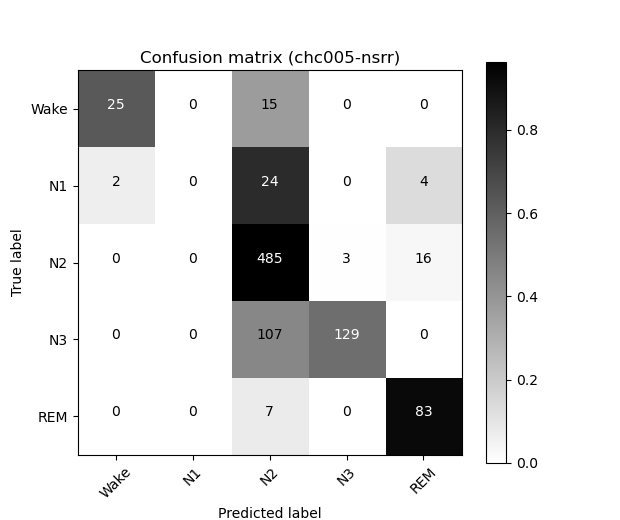 Confusion matrix (chc005-nsrr)
Wake 25 0 15 0 0
N1 2 0 24 0 4
N2 0 0 485 3 16
N3 0 0 107 129 0
REM 0 0 7 0 83
Wake N1 N2 N3 REM
True label
Predicted label
0.8
0.6
0.4
0.2
0.0